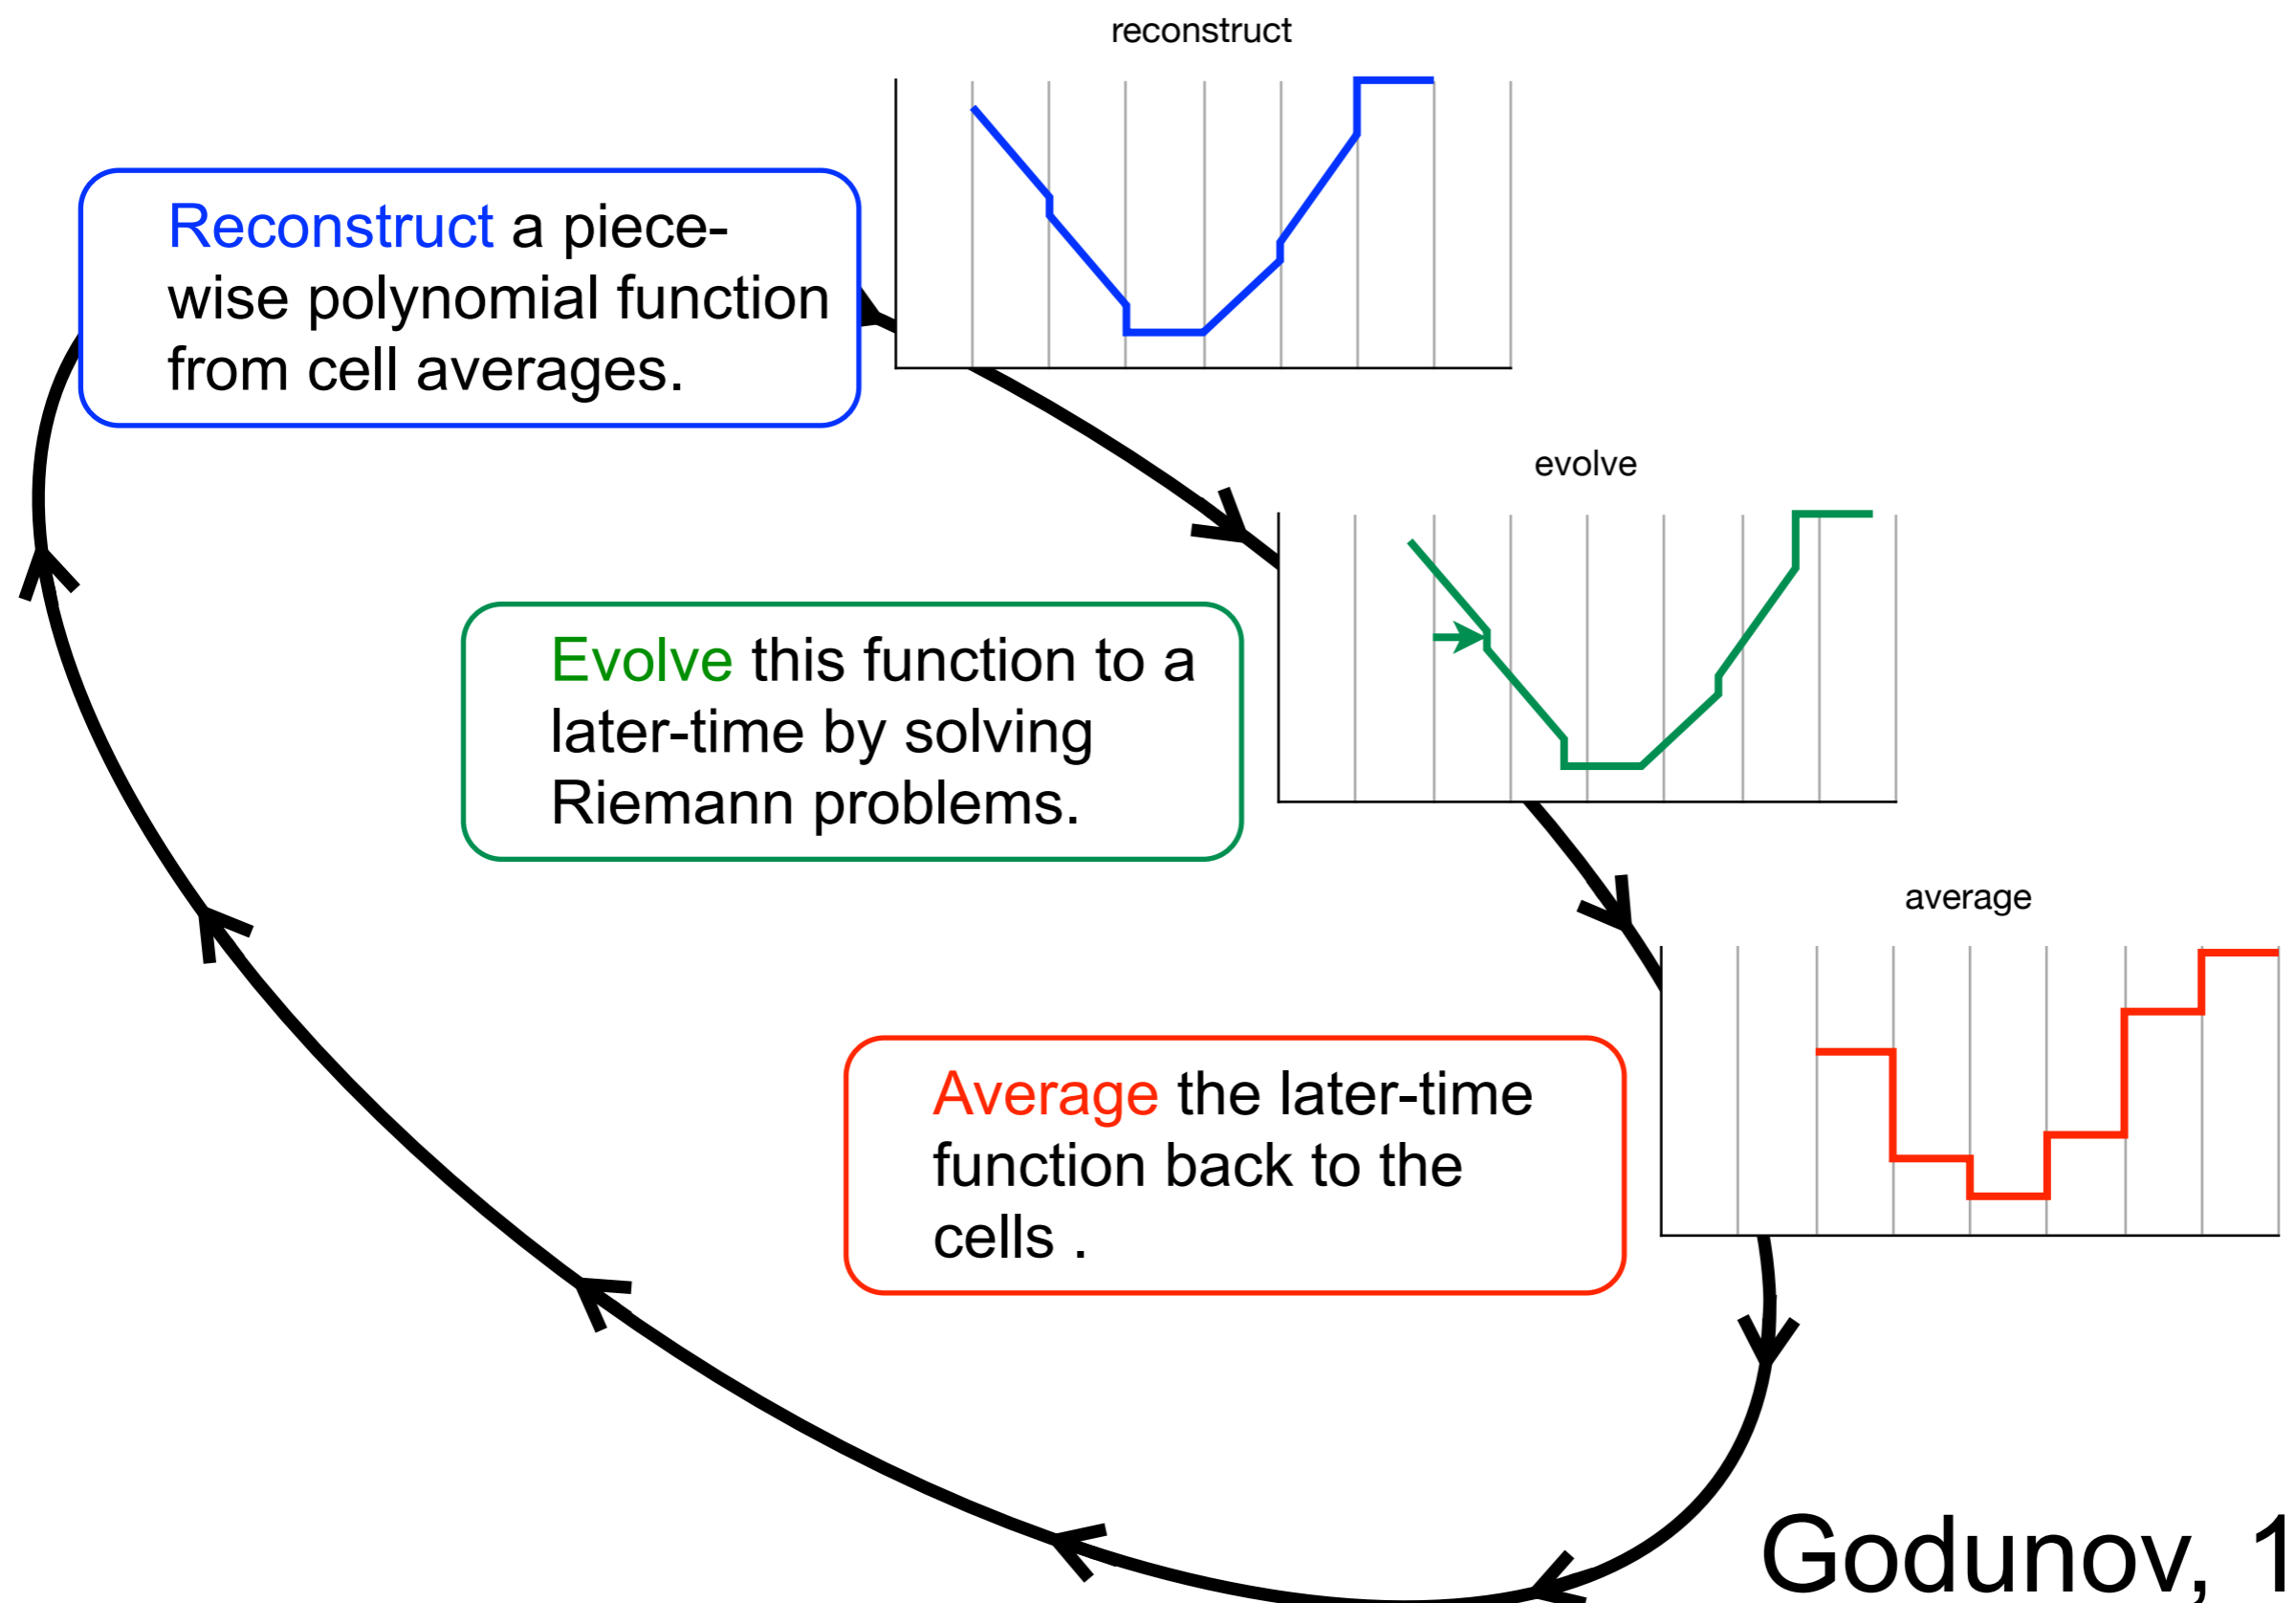 reconstruct
Reconstruct a piece-
wise polynomial function
from cell averages.
evolve
Evolve this function to a
later-time by solving
Riemann problems.
average
Average the later-time
function back to the
cells .
Godunov, 1